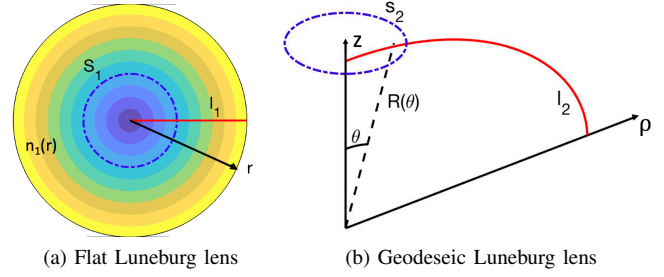 S1
l1
n1(r)
r
s2
z
R(θ)
θ
l2
ρ
(a) Flat Luneburg lens
(b) Geodeseic Luneburg lens